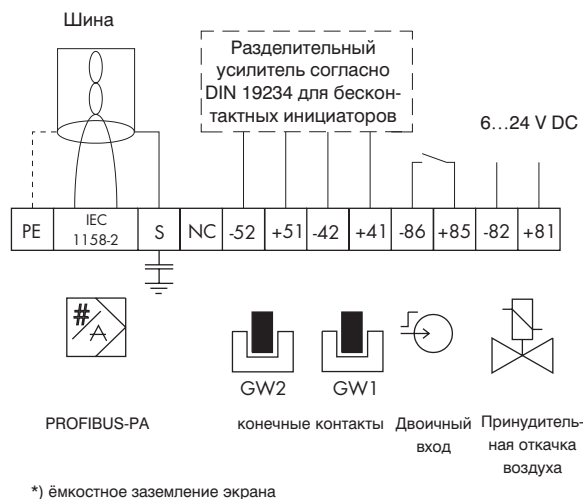 Шина
Разделительный
усилитель согласно
DIN 19234 для бескон-
тактных инициаторов
6…24 V DC
PE
IEC
1158-2
S
NC
-52
+51
-42
+41
-86
+85
-82
+81
#
A
GW2
GW1
PROFIBUS-PA
конечные контакты
Двоичный
вход
Принудитель-
ная откачка
воздуха
*) ёмкостное заземление экрана